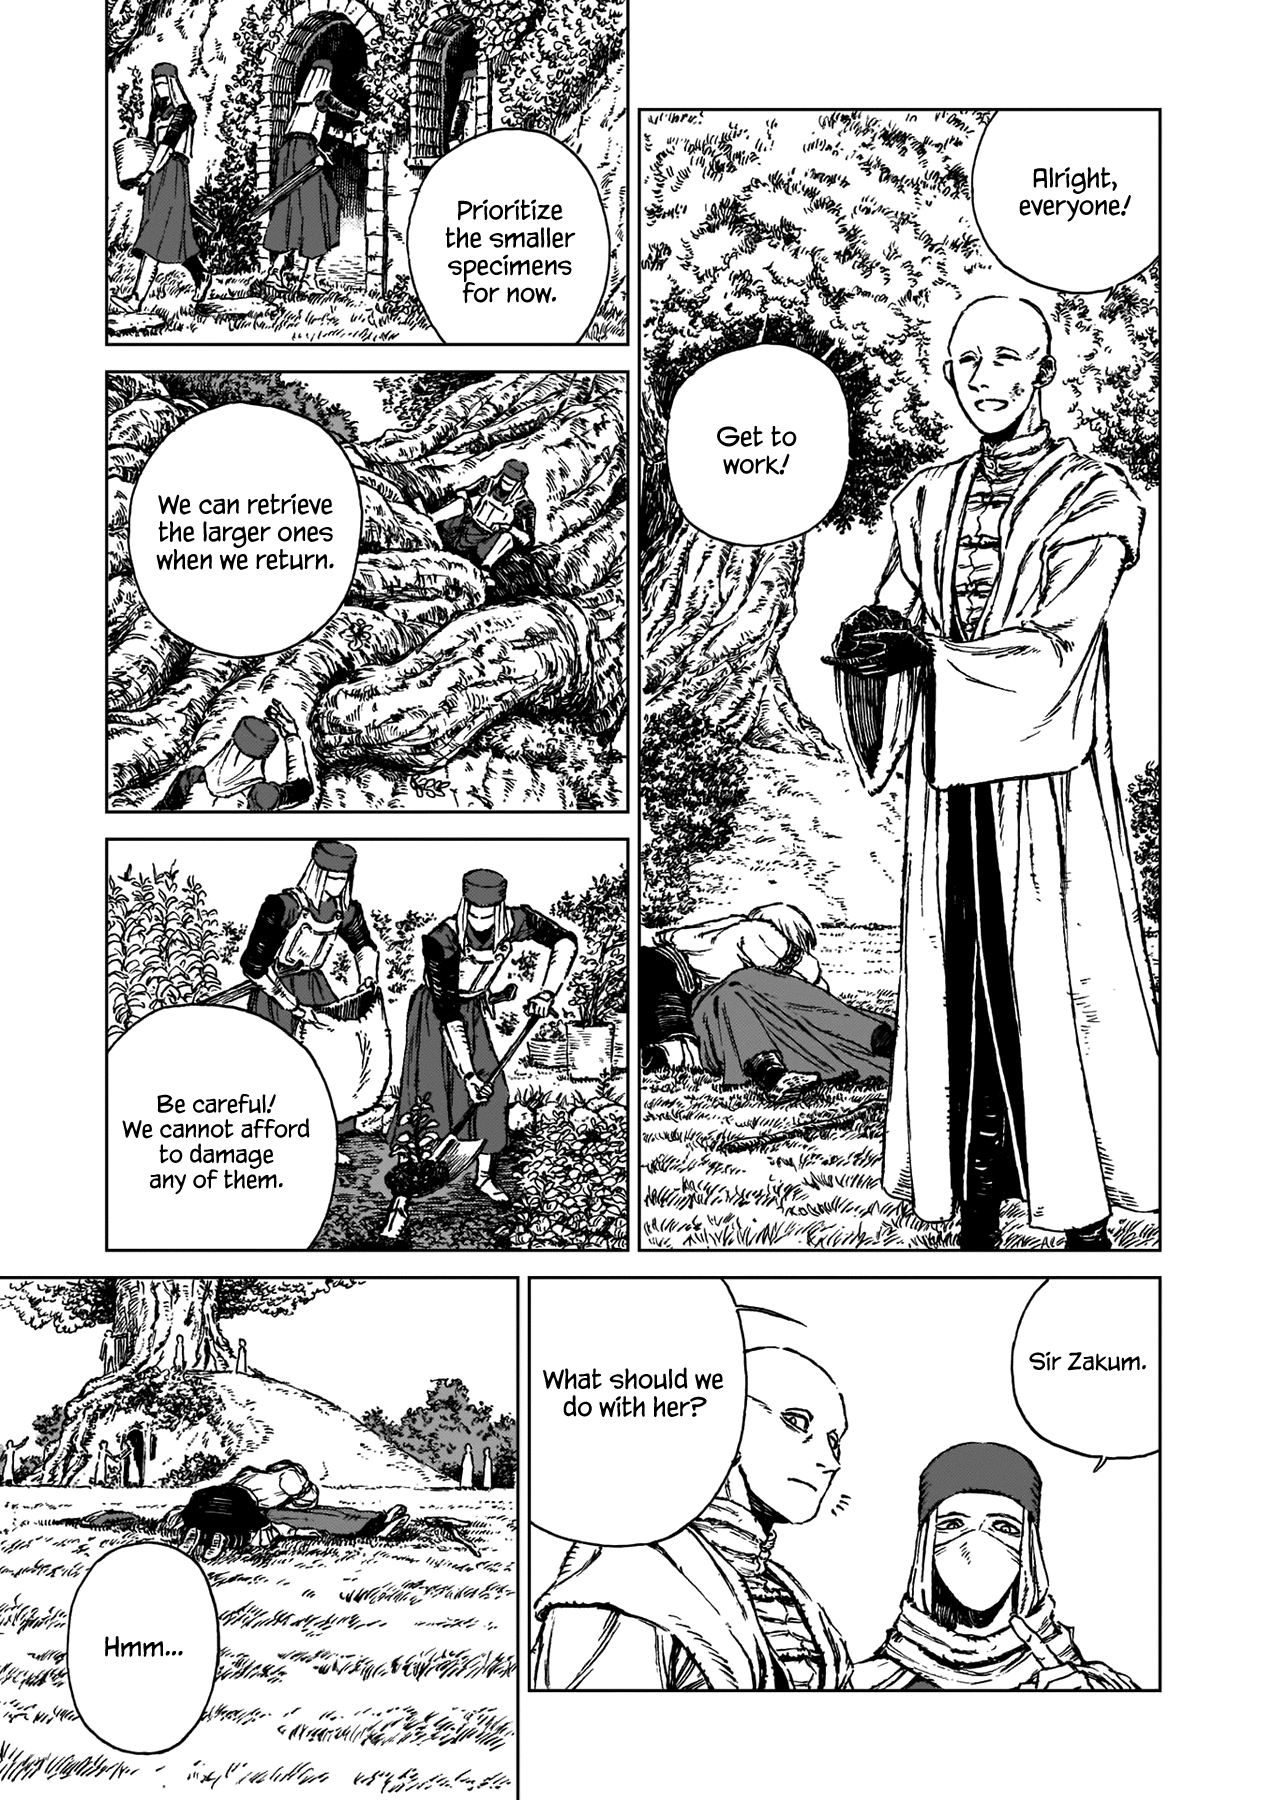 Alright,
everyone!
Get to
work!
Prioritize
the smaller
specimens
for now.
We can retrieve
the larger ones
when we return.
Be careful!
We cannot afford
to damage
any of them.
Sir Zakum.
What should we
do with her?
Hmm...